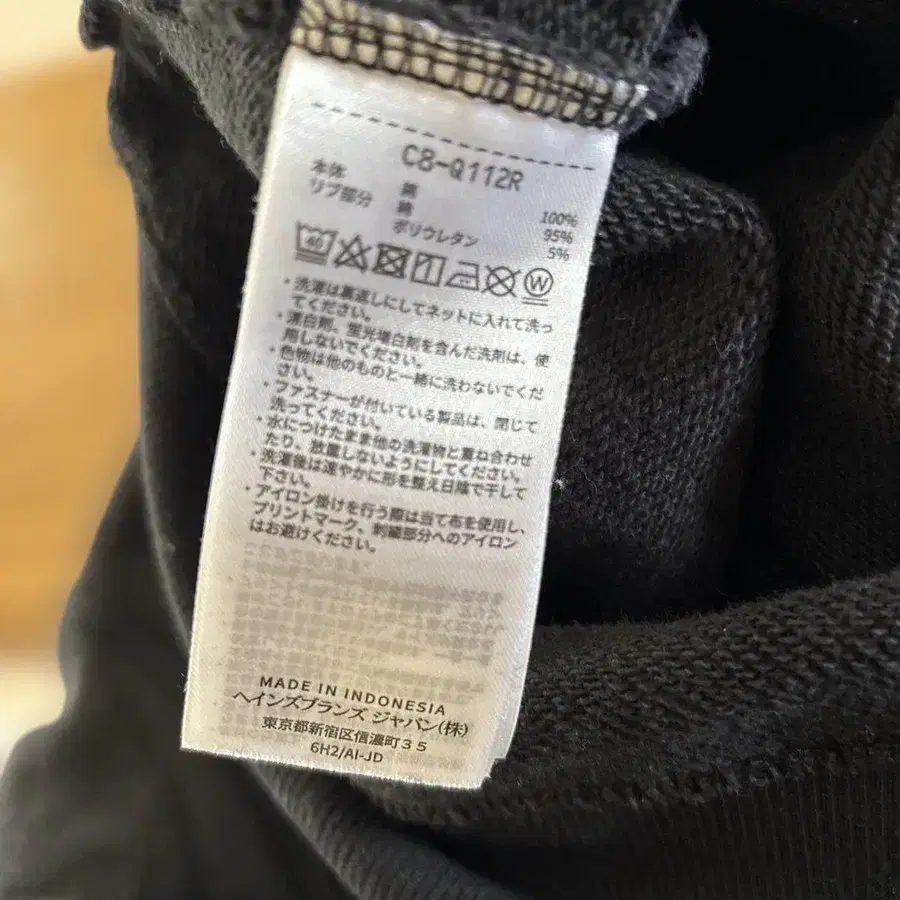 C8-Q112R
本体 綿 100%
リブ部分 綿 95%
ポリウレタン 5%
40
W
・洗濯は裏返しにしてネットに入れて洗っ
てください。
・漂白剤、蛍光増白剤を含んだ洗剤は、使
用しないでください。
・色物は他のものと一緒に洗わないでくだ
さい。
・ファスナーが付いている製品は、閉じて
洗ってください。
・水につけたまま他の洗濯物と重ね合わせ
たり、放置しないようにしてください。
・洗濯後は速やかに形を整え日陰で干して
下さい。
・アイロン掛けを行う際は当て布を使用し、
プリントマーク、刺繍部分へのアイロン
はお避けください。
MADE IN INDONESIA
ヘインズブランズ ジャパン(株)
東京都新宿区信濃町35
6H2/AI-JD